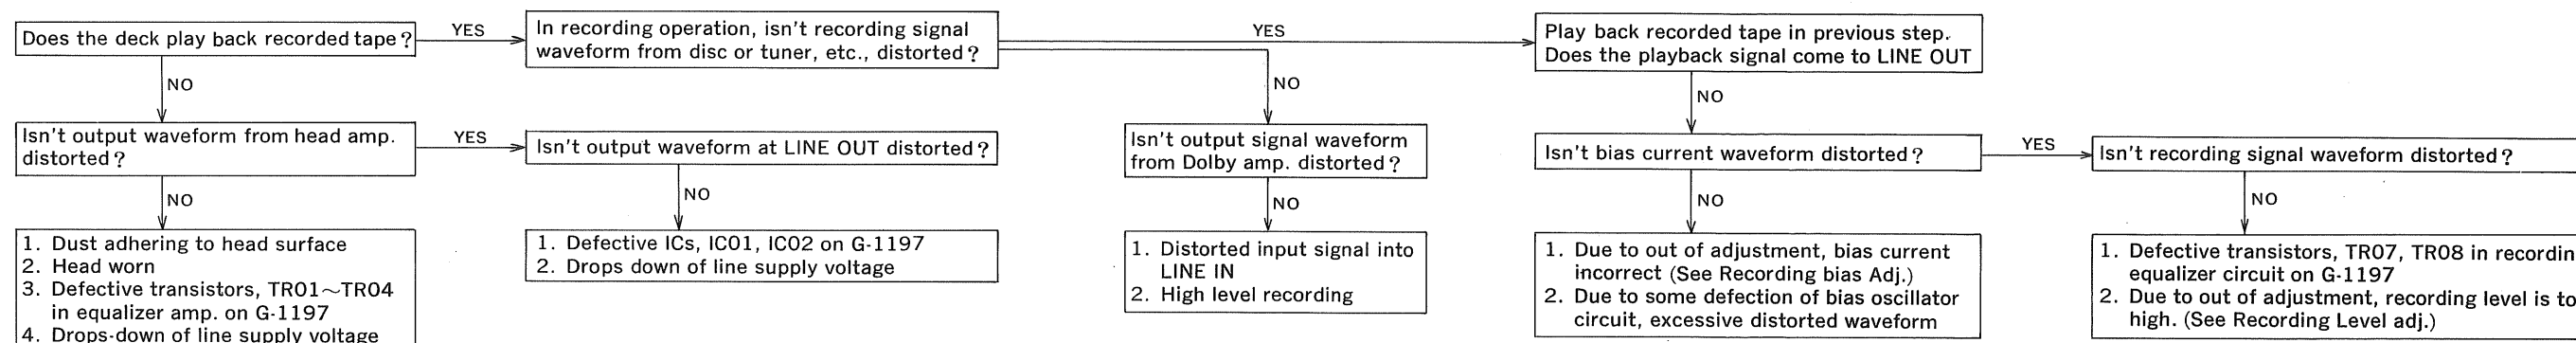 Does the deck play back recorded tape?
YES
In recording operation, isn't recording signal
waveform from disc or tuner, etc., distorted?
YES
Play back recorded tape in previous step.
Does the playback signal come to LINE OUT
NO
NO
NO
Isn't output waveform from head amp.
distorted?
YES
Isn't output waveform at LINE OUT distorted?
Isn't output signal waveform
from Dolby amp. distorted?
Isn't bias current waveform distorted?
YES
Isn't recording signal waveform distorted?
NO
NO
NO
NO
NO
1. Dust adhering to head surface
2. Head worn
3. Defective transistors, TR01~TR04
in equalizer amp. on G-1197
4. Drops-down of line supply voltage
1. Defective ICs, IC01, IC02 on G-1197
2. Drops down of line supply voltage
1. Distorted input signal into
LINE IN
2. High level recording
1. Due to out of adjustment, bias current
incorrect (See Recording bias Adj.)
2. Due to some defection of bias oscillator
circuit, excessive distorted waveform
1. Defective transistors, TR07, TR08 in recordin
equalizer circuit on G-1197
2. Due to out of adjustment, recording level is to
high. (See Recording Level adj.)